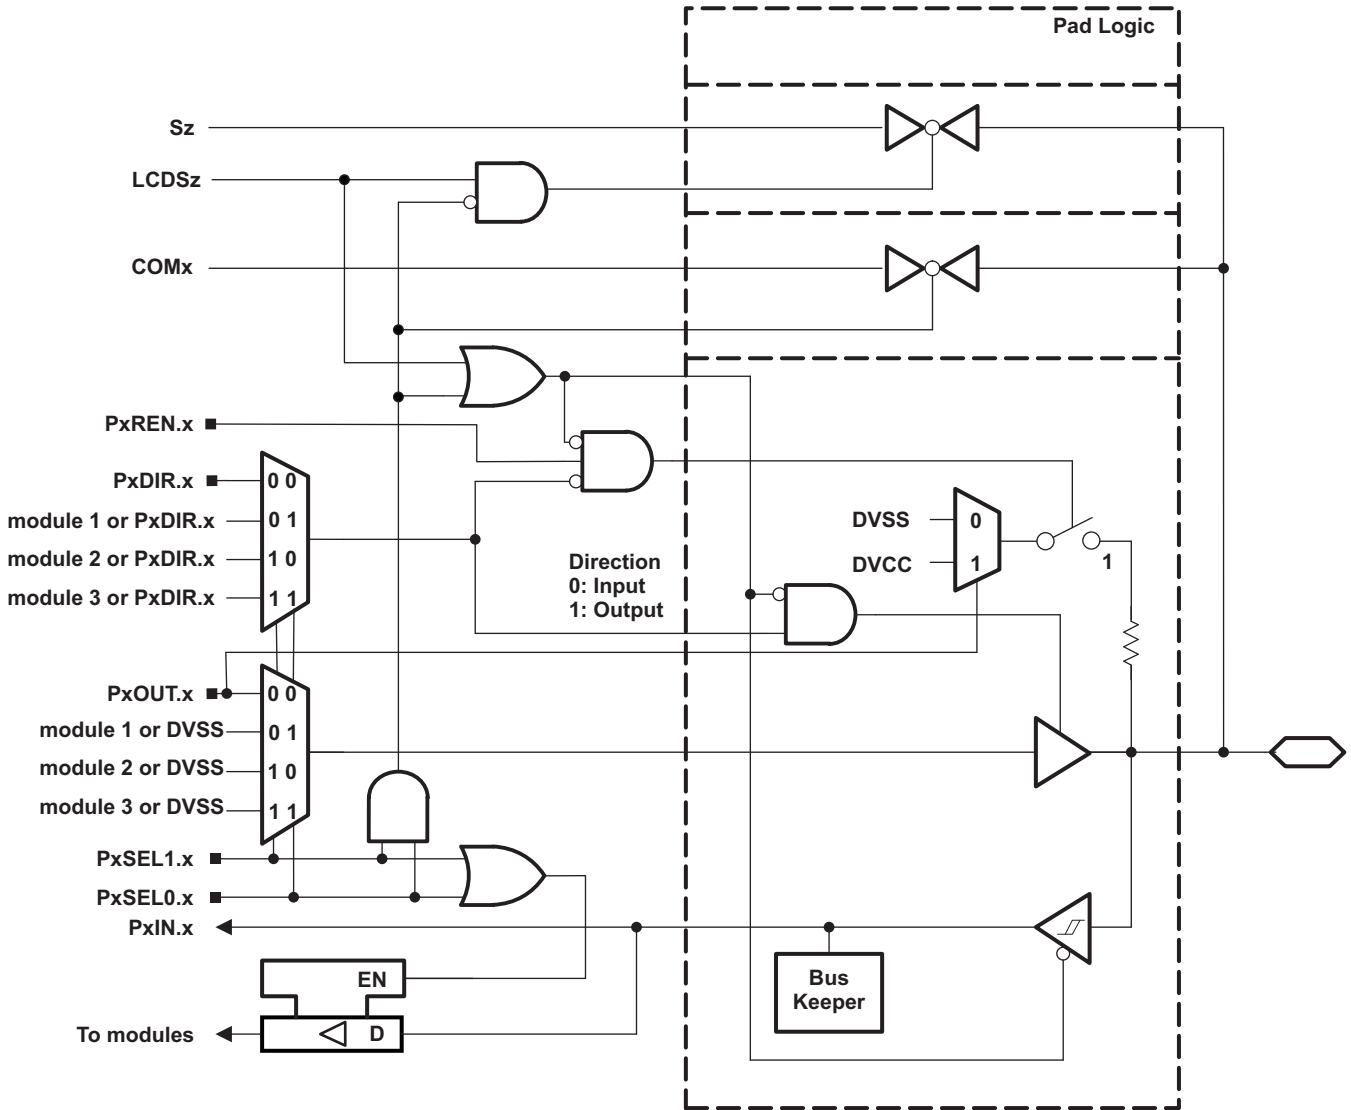 Pad Logic
Sz
LCDSz
COMx
PxREN.x
PxDIR.x
0 0
module 1 or PxDIR.x
0 1
module 2 or PxDIR.x
1 0
module 3 or PxDIR.x
1 1
Direction
0: Input
1: Output
DVSS
0
DVCC
1
1
PxOUT.x
0 0
module 1 or DVSS
0 1
module 2 or DVSS
1 0
module 3 or DVSS
1 1
PxSEL1.x
PxSEL0.x
PxIN.x
EN
Bus
Keeper
To modules
D